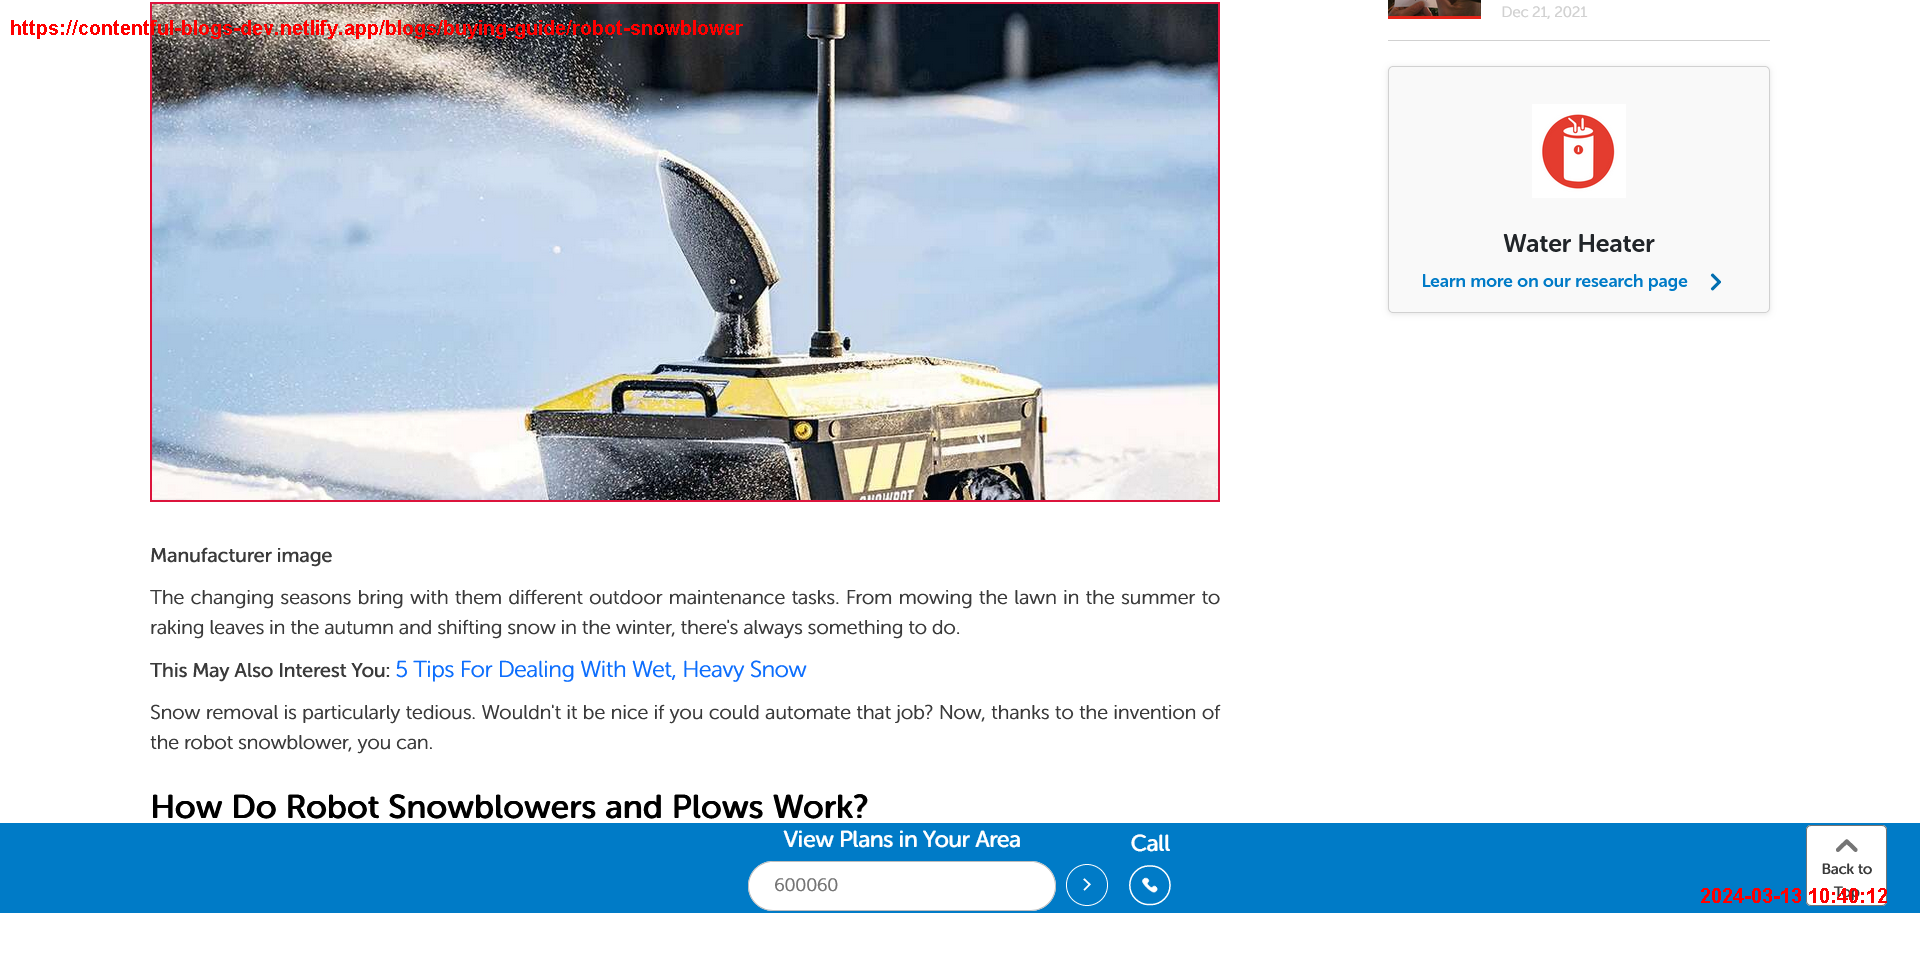 https://contentful-blogs-dev.netlify.app/blogs/buying-guide/robot-snowblower
Dec 21, 2021
Water Heater
Learn more on our research page
SNOWBOT
Manufacturer image
The changing seasons bring with them different outdoor maintenance tasks. From mowing the lawn in the summer to
raking leaves in the autumn and shifting snow in the winter, there's always something to do.
This May Also Interest You: 5 Tips For Dealing With Wet, Heavy Snow
Snow removal is particularly tedious. Wouldn't it be nice if you could automate that job? Now, thanks to the invention of
the robot snowblower, you can.
How Do Robot Snowblowers and Plows Work?
View Plans in Your Area
Call
600060
Back to
Top
2024-03-13 10:40:12